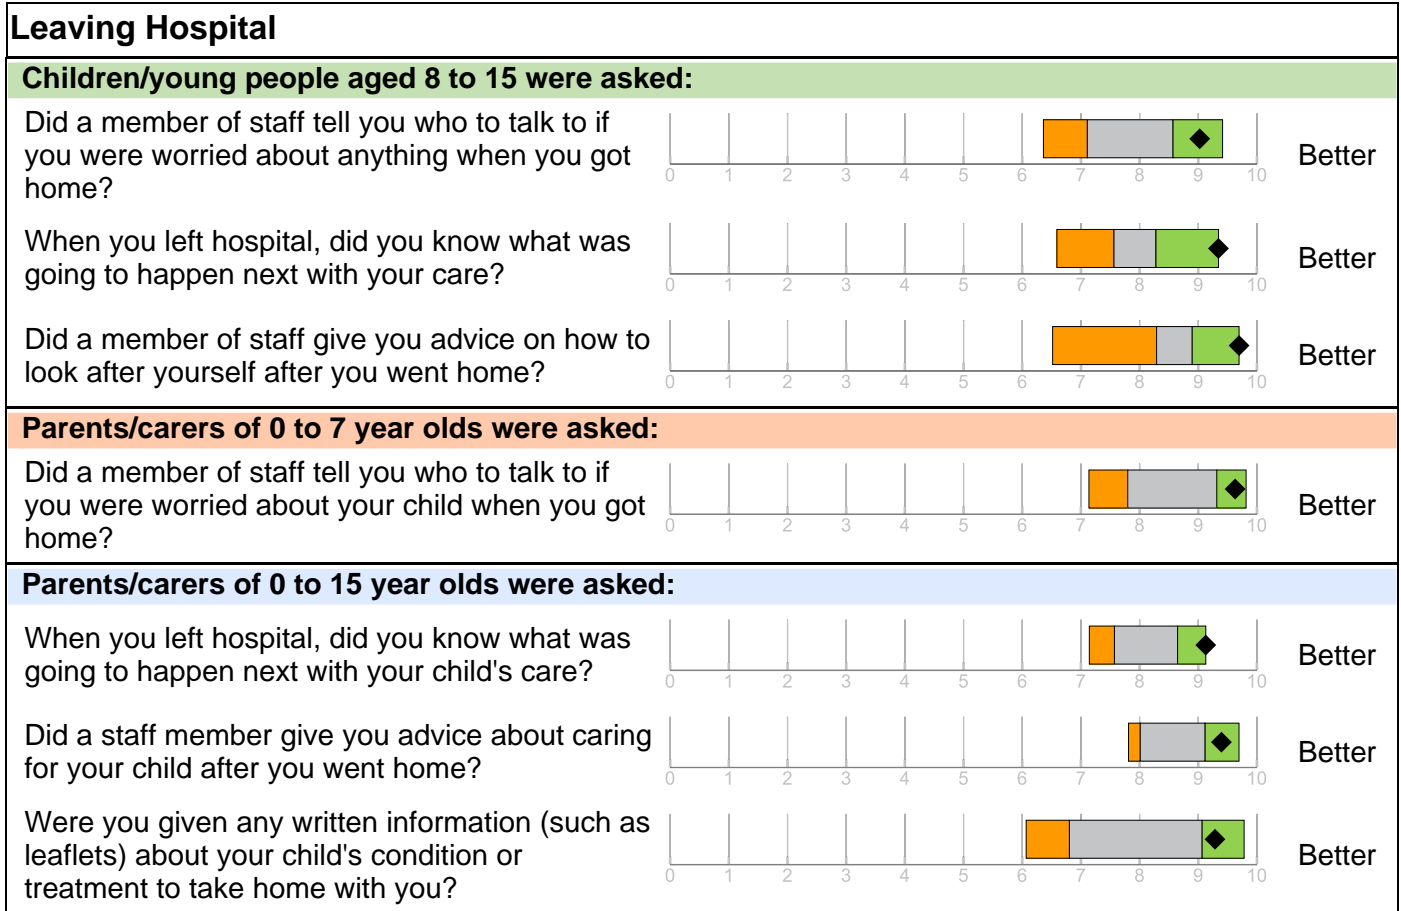 Leaving Hospital
Children/young people aged 8 to 15 were asked:
Did a member of staff tell you who to talk to if
you were worried about anything when you got
home?
0 1 2 3 4 5 6 7 8 9 10
Better
When you left hospital, did you know what was
going to happen next with your care?
0 1 2 3 4 5 6 7 8 9 10
Better
Did a member of staff give you advice on how to
look after yourself after you went home?
0 1 2 3 4 5 6 7 8 9 10
Better
Parents/carers of 0 to 7 year olds were asked:
Did a member of staff tell you who to talk to if
you were worried about your child when you got
home?
0 1 2 3 4 5 6 7 8 9 10
Better
Parents/carers of 0 to 15 year olds were asked:
When you left hospital, did you know what was
going to happen next with your child's care?
0 1 2 3 4 5 6 7 8 9 10
Better
Did a staff member give you advice about caring
for your child after you went home?
0 1 2 3 4 5 6 7 8 9 10
Better
Were you given any written information (such as
leaflets) about your child's condition or
treatment to take home with you?
0 1 2 3 4 5 6 7 8 9 10
Better